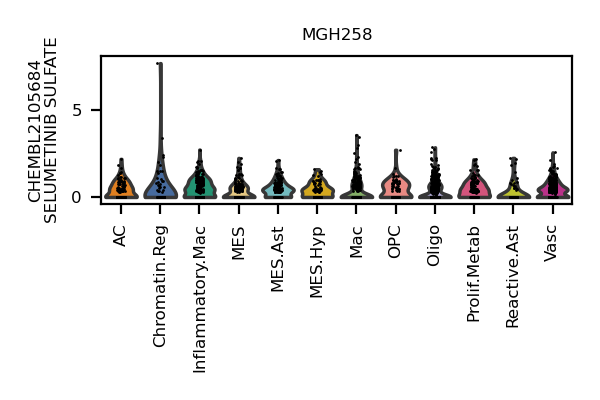 MGH258
CHEMBL2105684
SELUMETINIB SULFATE
5
0
AC
Chromatin.Reg
Inflammatory.Mac
MES
MES.Ast
MES.Hyp
Mac
OPC
Oligo
Prolif.Metab
Reactive.Ast
Vasc